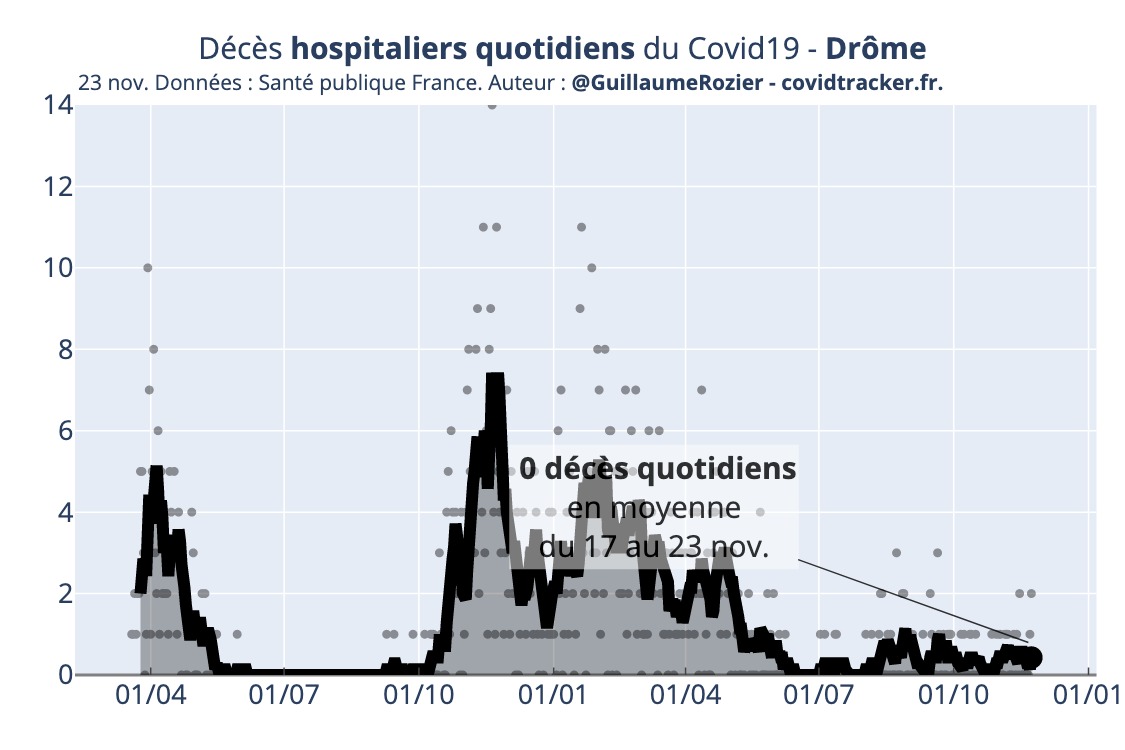 Décès hospitaliers quotidiens du Covid19 - Drôme
23 nov. Données : Santé publique France. Auteur : @GuillaumeRozier - covidtracker.fr.
14
12
10
8
6
4
2
0
0 décès quotidiens
en moyenne
du 17 au 23 nov.
01/04 01/07 01/10 01/01 01/04 01/07 01/10 01/01